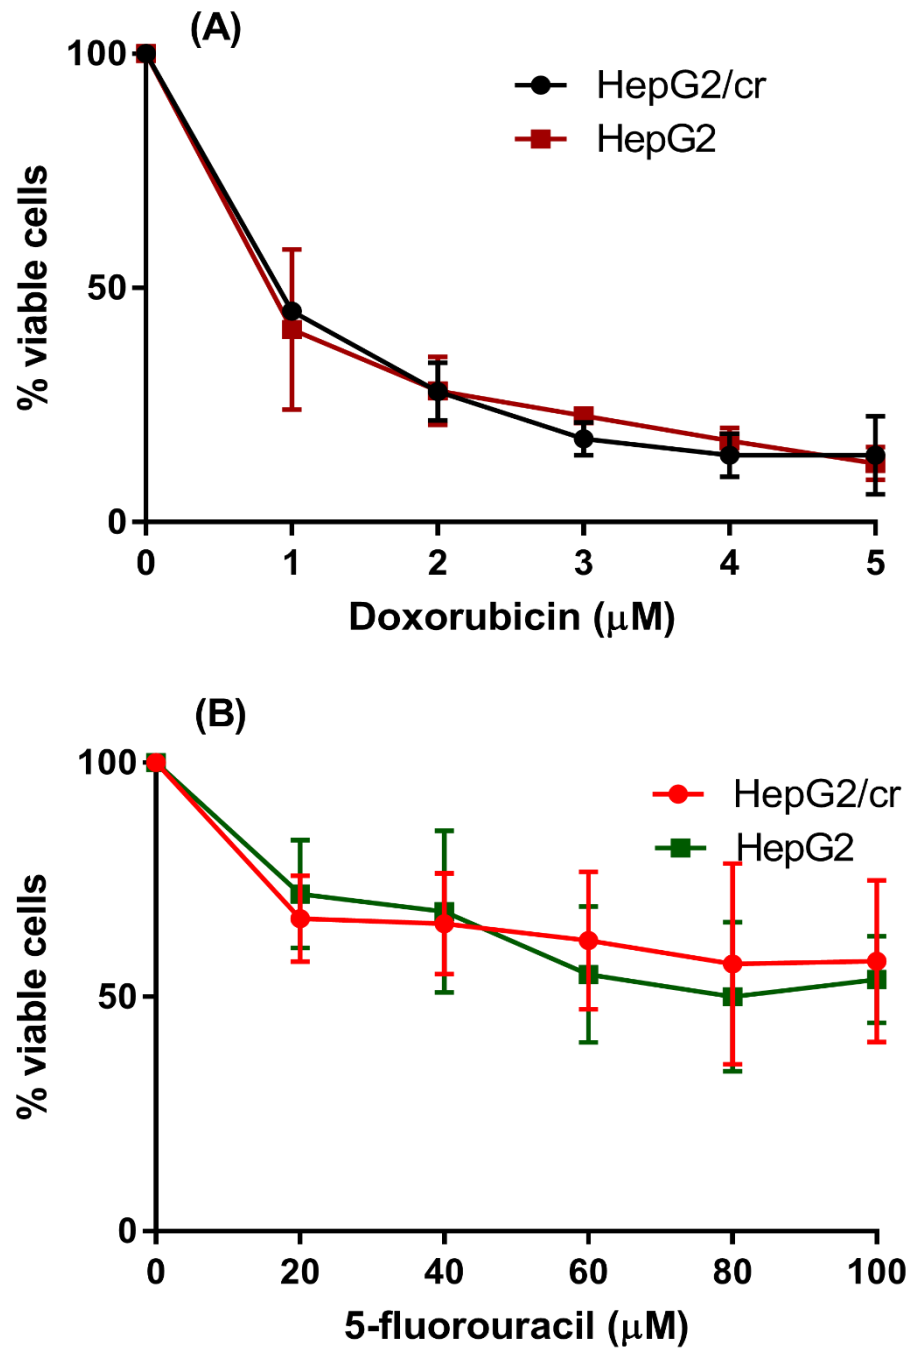 (A)
100
HepG2/cr
HepG2
% viable cells
50
0
0 1 2 3 4 5
Doxorubicin (μM)
(B)
100
HepG2/cr
HepG2
% viable cells
50
0
0 20 40 60 80 100
5-fluorouracil (μM)